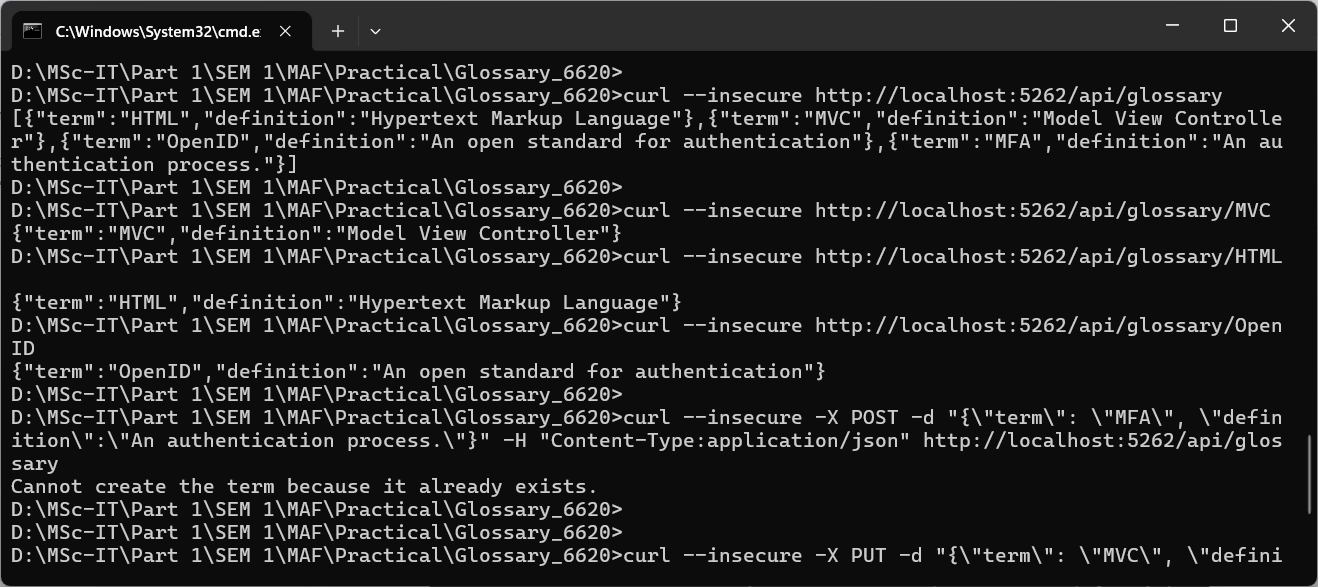 C:\Windows\System32\cmd.e
D:\MSc-IT\Part 1\SEM 1\MAF\Practical\Glossary_6620>
D:\MSc-IT\Part 1\SEM 1\MAF\Practical\Glossary_6620>curl --insecure http://localhost:5262/api/glossary
[{"term":"HTML","definition":"Hypertext Markup Language"},{"term":"MVC","definition":"Model View Controlle
r"},{"term":"OpenID","definition":"An open standard for authentication"},{"term":"MFA","definition":"An au
thentication process."}]
D:\MSc-IT\Part 1\SEM 1\MAF\Practical\Glossary_6620>
D:\MSc-IT\Part 1\SEM 1\MAF\Practical\Glossary_6620>curl --insecure http://localhost:5262/api/glossary/MVC
{"term":"MVC","definition":"Model View Controller"}
D:\MSc-IT\Part 1\SEM 1\MAF\Practical\Glossary_6620>curl --insecure http://localhost:5262/api/glossary/HTML
{"term":"HTML","definition":"Hypertext Markup Language"}
D:\MSc-IT\Part 1\SEM 1\MAF\Practical\Glossary_6620>curl --insecure http://localhost:5262/api/glossary/Open
ID
{"term":"OpenID","definition":"An open standard for authentication"}
D:\MSc-IT\Part 1\SEM 1\MAF\Practical\Glossary_6620>
D:\MSc-IT\Part 1\SEM 1\MAF\Practical\Glossary_6620>curl --insecure -X POST -d "{\"term\": \"MFA\", \"defin
ition\":\"An authentication process.\"}" -H "Content-Type:application/json" http://localhost:5262/api/glos
sary
Cannot create the term because it already exists.
D:\MSc-IT\Part 1\SEM 1\MAF\Practical\Glossary_6620>
D:\MSc-IT\Part 1\SEM 1\MAF\Practical\Glossary_6620>
D:\MSc-IT\Part 1\SEM 1\MAF\Practical\Glossary_6620>curl --insecure -X PUT -d "{\"term\": \"MVC\", \"defini